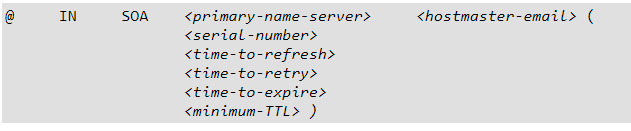 @ IN SOA <primary-name-server> <hostmaster-email> (
<serial-number>
<time-to-refresh>
<time-to-retry>
<time-to-expire>
<minimum-TTL> )